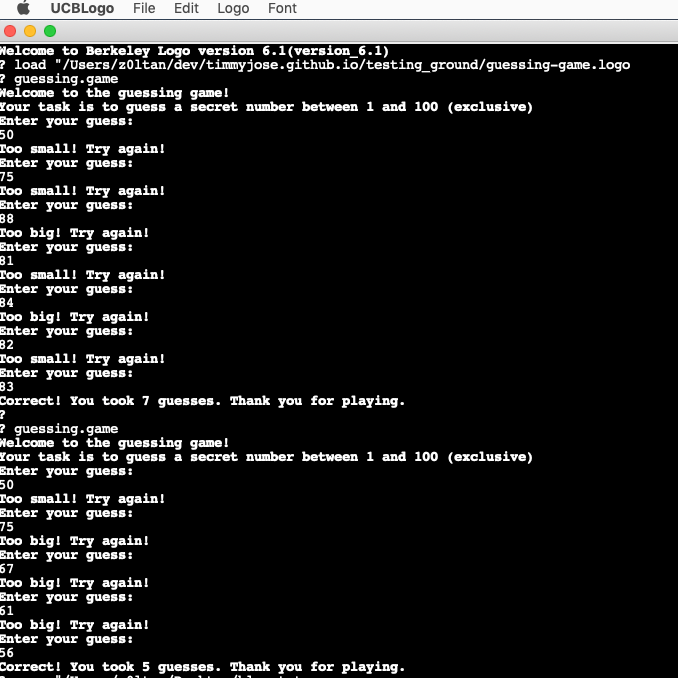 UCBLogo File Edit Logo Font
Welcome to Berkeley Logo version 6.1(version_6.1)
? load "/Users/z0ltan/dev/timmyjose.github.io/testing_ground/guessing-game.logo
? guessing.game
Welcome to the guessing game!
Your task is to guess a secret number between 1 and 100 (exclusive)
Enter your guess:
50
Too small! Try again!
Enter your guess:
75
Too small! Try again!
Enter your guess:
88
Too big! Try again!
Enter your guess:
81
Too small! Try again!
Enter your guess:
84
Too big! Try again!
Enter your guess:
82
Too small! Try again!
Enter your guess:
83
Correct! You took 7 guesses. Thank you for playing.
?
? guessing.game
Welcome to the guessing game!
Your task is to guess a secret number between 1 and 100 (exclusive)
Enter your guess:
50
Too small! Try again!
Enter your guess:
75
Too big! Try again!
Enter your guess:
67
Too big! Try again!
Enter your guess:
61
Too big! Try again!
Enter your guess:
56
Correct! You took 5 guesses. Thank you for playing.